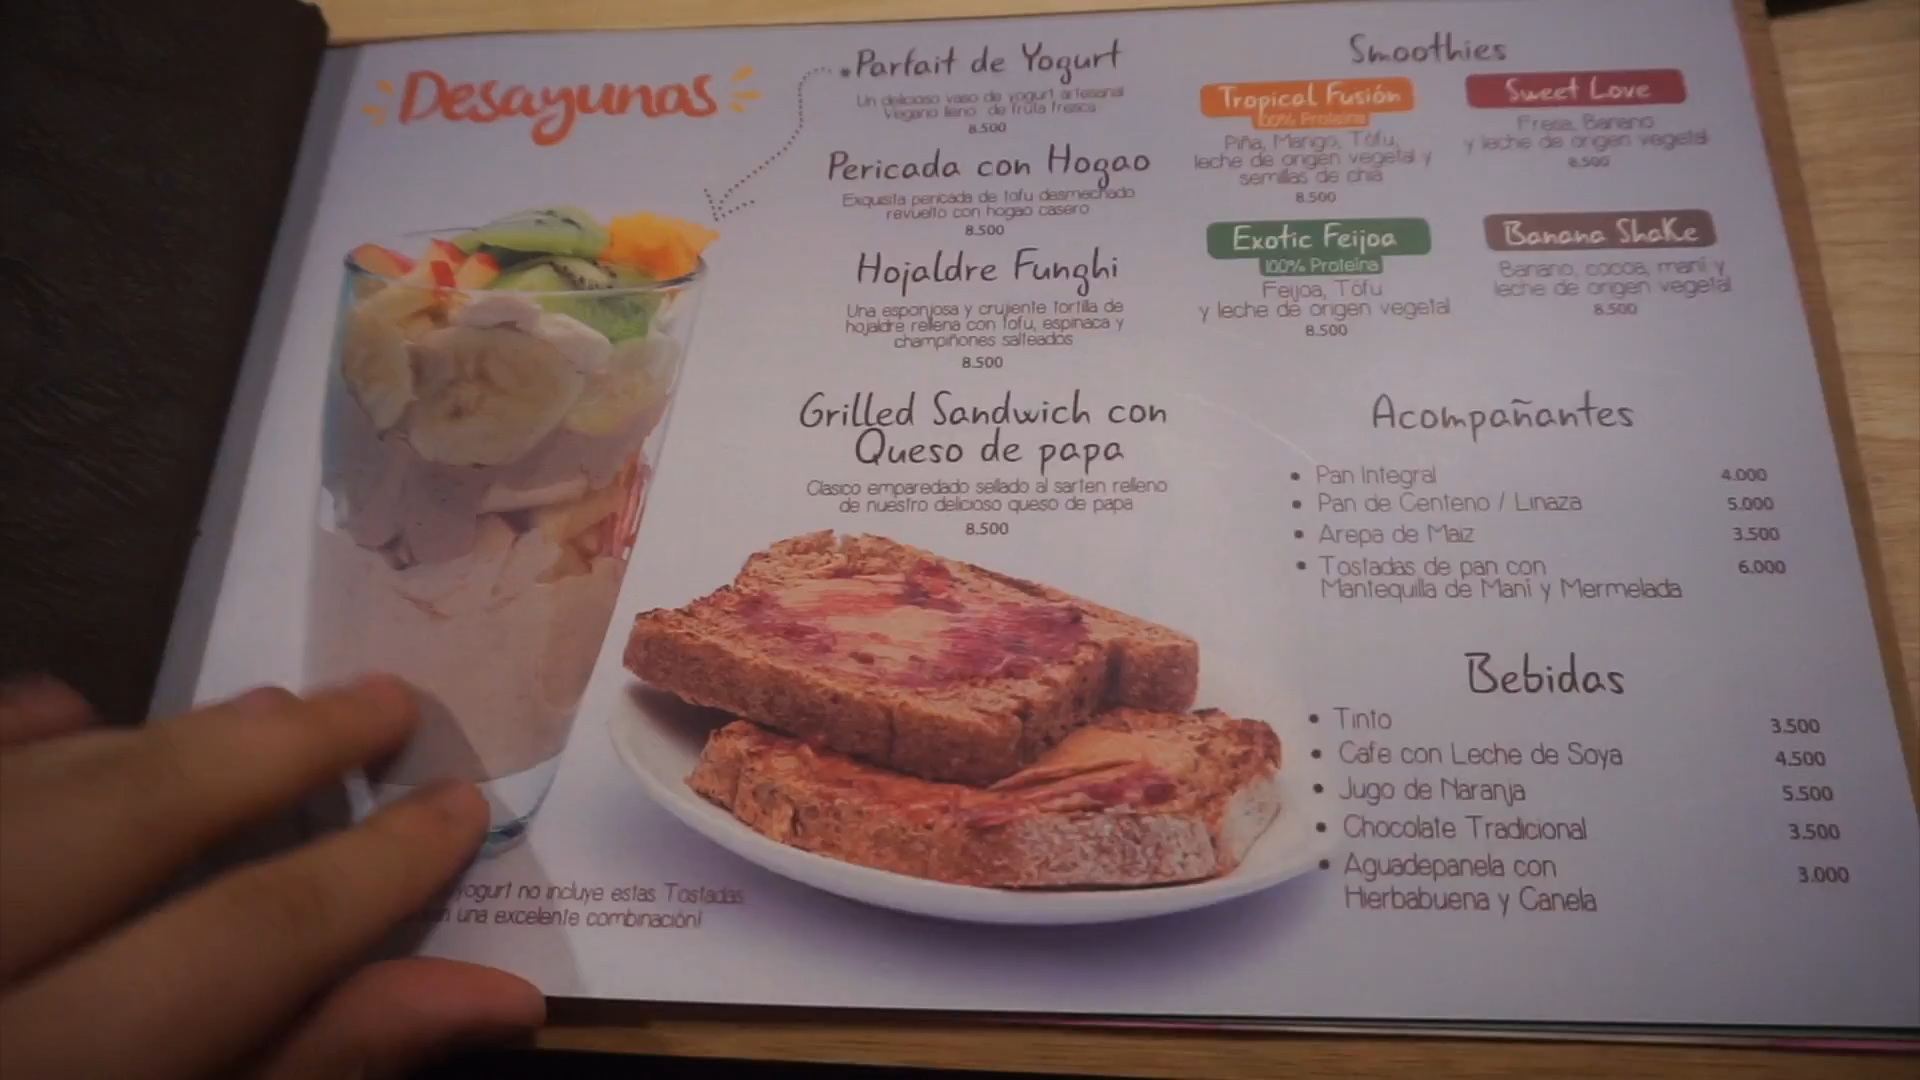 Desayunos
Parfait de Yogurt
Un delicioso vaso de yogurt artesanal
Vegano lleno de fruta fresca
8.500
Pericada con Hogao
Exquisita pericada de tofu desmechado
revuelto con hogao casero
8.500
Hojaldre Funghi
Una esponjosa y crujiente tortilla de
hojaldre rellena con Tofu, espinaca y
champiñones salteados
8.500
Grilled Sandwich con
Queso de papa
Clasico emparedado sellado al sarten relleno
de nuestro delicioso queso de papa
8.500
yogurt no incluye estas Tostadas
una excelente combinación!
Smoothies
Tropical Fusión
100% Proteína
Piña, Mango, Tofu,
leche de origen vegetal y
semillas de chia
8.500
Sweet Love
Fresa, Banano
y leche de origen vegetal
8.500
Exotic Feijoa
100% Proteína
Feijoa, Tofu
y leche de origen vegetal
8.500
Banana Shake
Banano, cocoa, maní y
leche de origen vegetal
8.500
Acompañantes
Pan Integral 4.000
Pan de Centeno / Linaza 5.000
Arepa de Maiz 3.500
Tostadas de pan con 6.000
Mantequilla de Maní y Mermelada
Bebidas
Tinto 3.500
Cafe con Leche de Soya 4.500
Jugo de Naranja 5.500
Chocolate Tradicional 3.500
Aguadepanela con 3.000
Hierbabuena y Canela